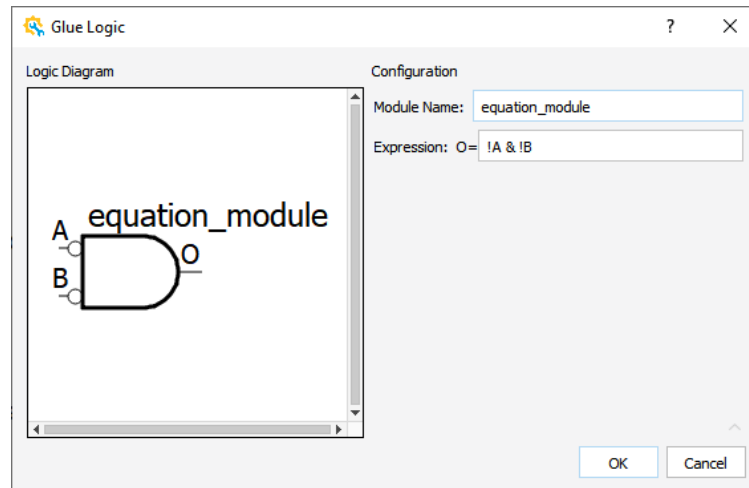 Glue Logic
?
Logic Diagram
equation_module
A
O
B
Configuration
Module Name: equation_module
Expression: O= !A & !B
OK
Cancel